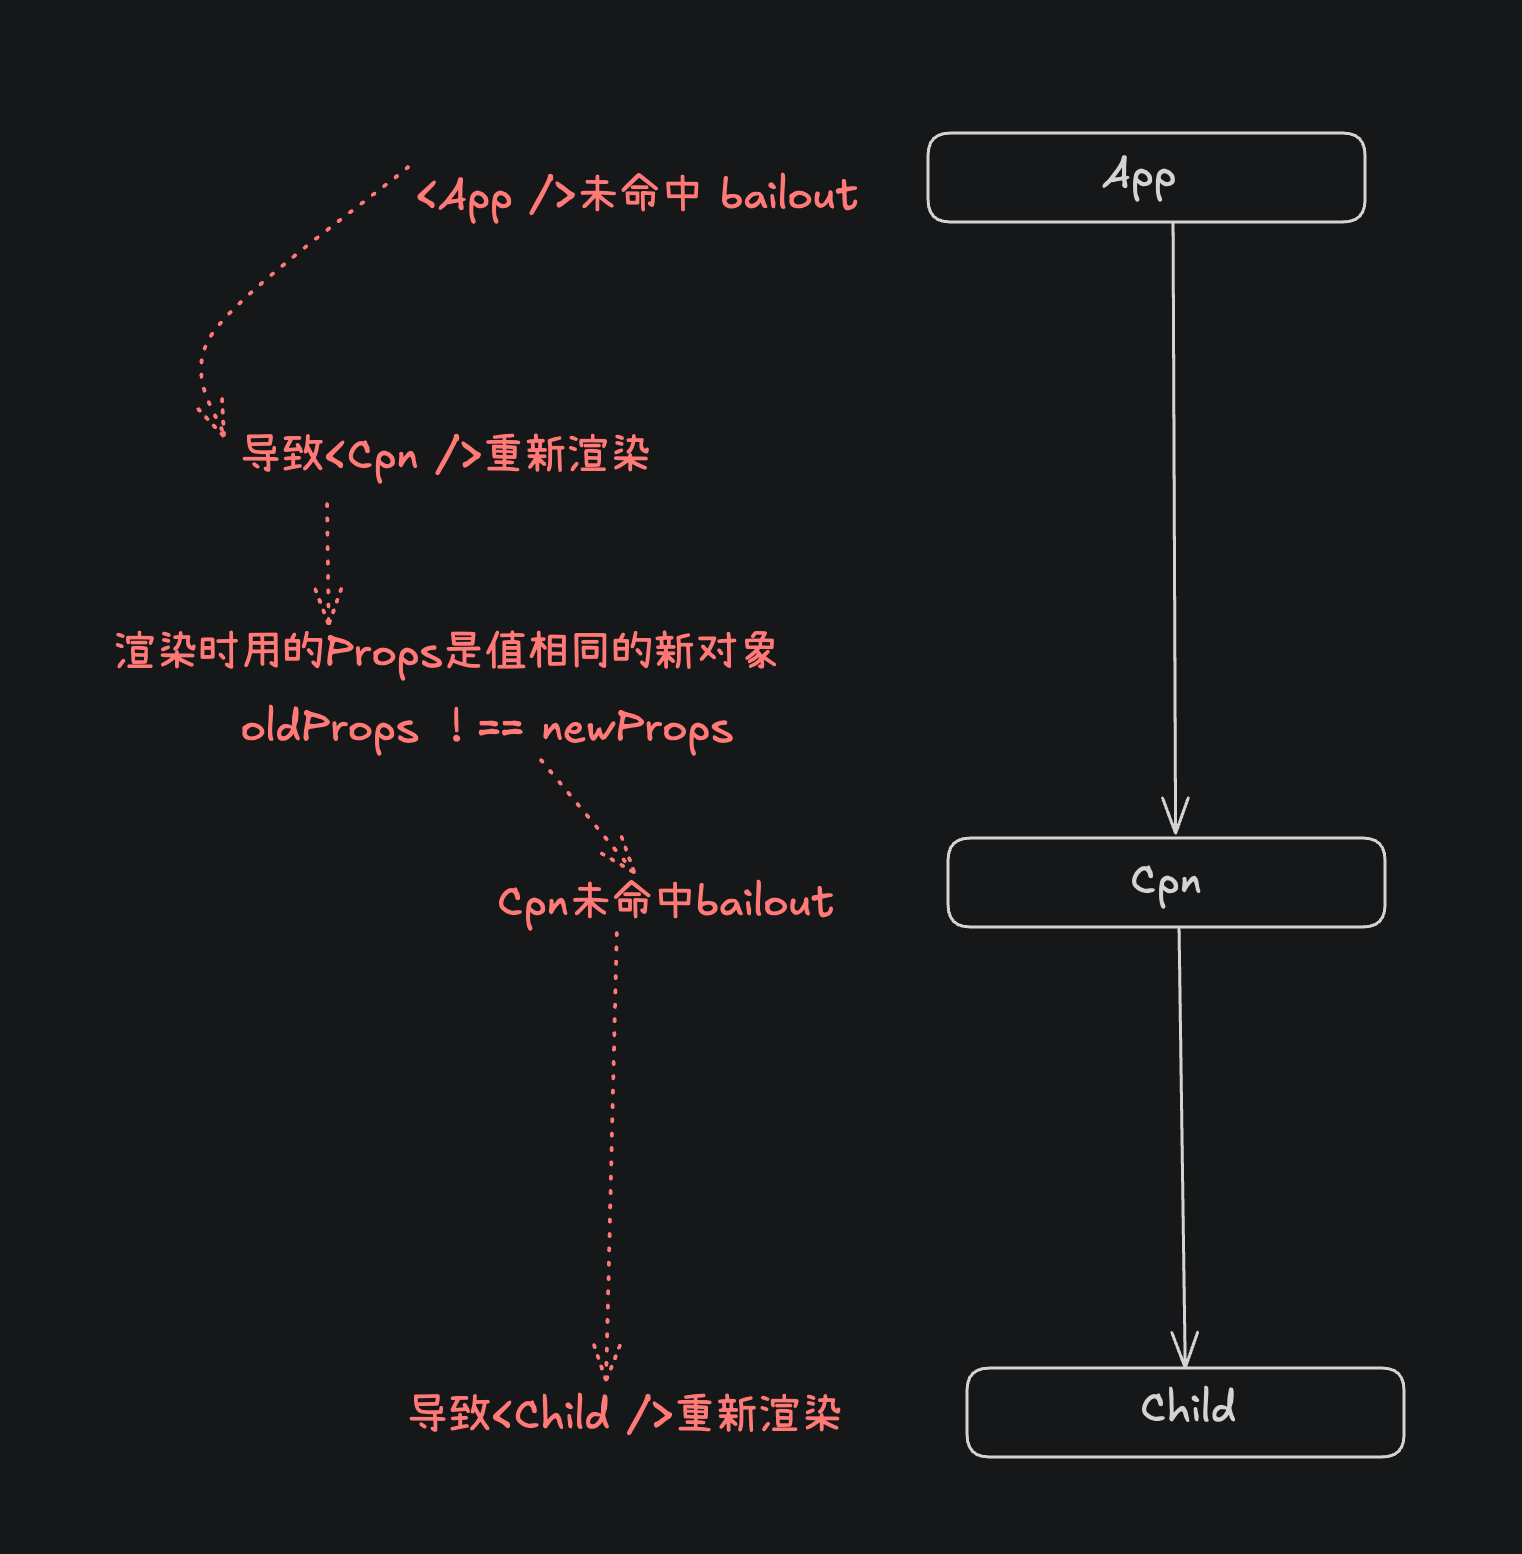 <App />未命中 bailout
App
导致<Cpn />重新渲染
渲染时用的Props是值相同的新对象
oldProps !== newProps
Cpn未命中bailout
Cpn
导致<Child />重新渲染
Child